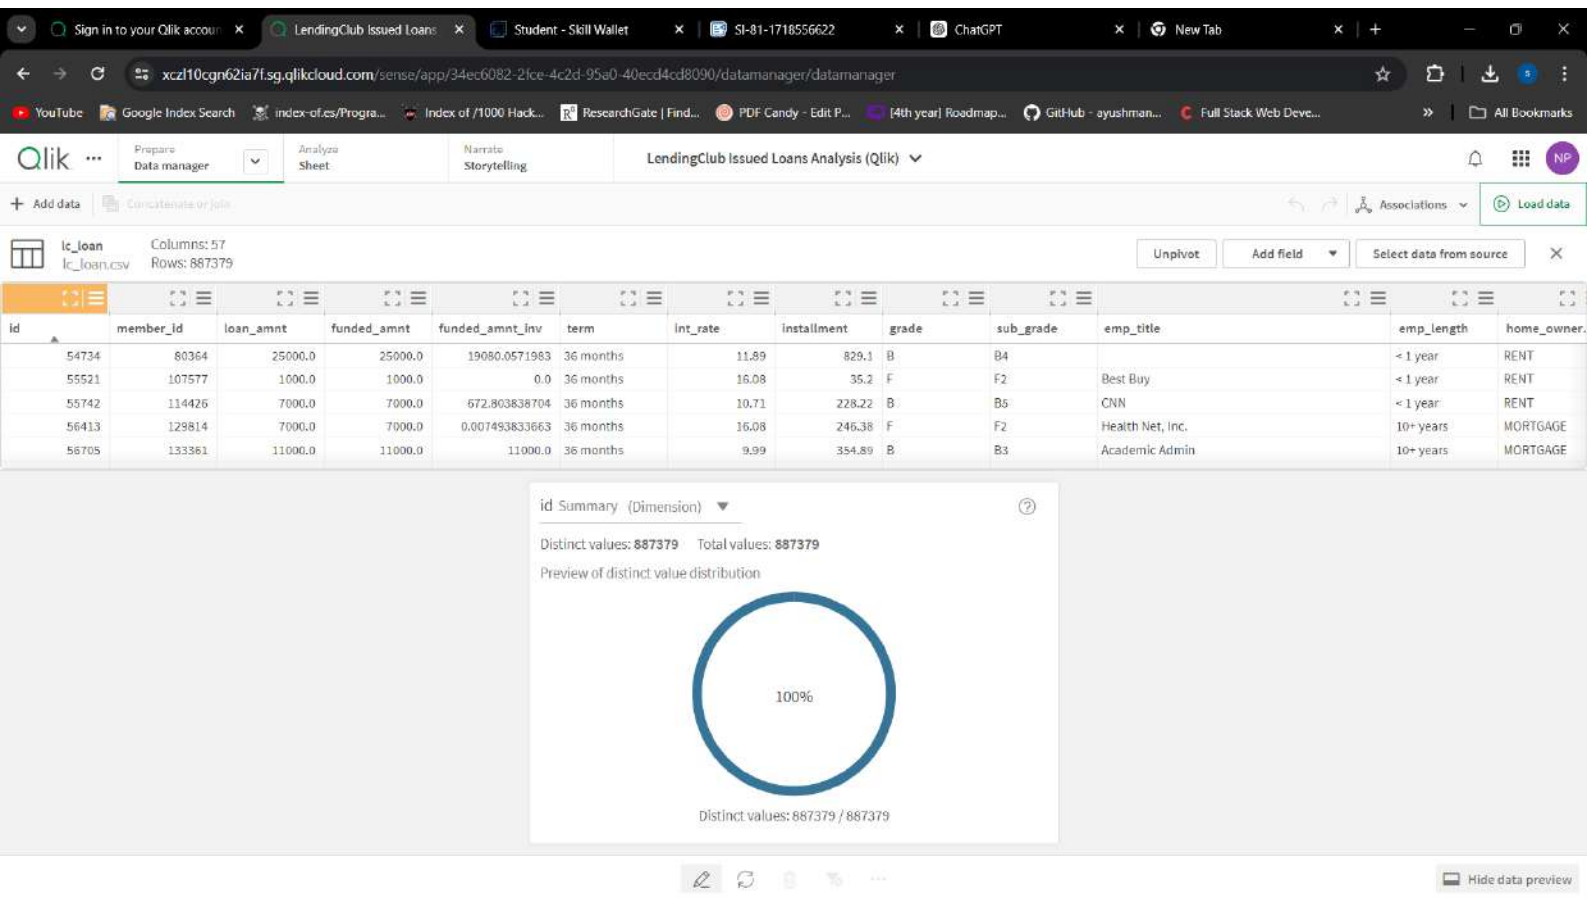 Sign in to your Qlik accoun LendingClub Issued Loans Student - Skill Wallet SI-81-1718556622 ChatGPT New Tab
xczl10cgn62ia7f.sg.qlikcloud.com/sense/app/34ec6082-2fce-4c2d-95a0-40ecd4cd8090/datamanager/datamanager
YouTube Google Index Search index-of.es/Progra... Index of /1000 Hack... ResearchGate | Find... PDF Candy - Edit P... [4th year] Roadmap... GitHub - ayushman... Full Stack Web Deve... » All Bookmarks
Qlik Prepare Data manager Analyze Sheet Narrate Storytelling LendingClub Issued Loans Analysis (Qlik) NP
Add data Concatenate or join Associations Load data
lc_loan Columns: 57
lc_loan.csv Rows: 887379
Unpivot Add field Select data from source
id member_id loan_amnt funded_amnt funded_amnt_inv term int_rate installment grade sub_grade emp_title emp_length home_owner.
54734 80364 25000.0 25000.0 19080.0571983 36 months 11.89 829.1 B B4 < 1 year RENT
55521 107577 1000.0 1000.0 0.0 36 months 16.08 35.2 F F2 Best Buy < 1 year RENT
55742 114426 7000.0 7000.0 672.803838704 36 months 10.71 228.22 B B5 CNN < 1 year RENT
56413 129814 7000.0 7000.0 0.007493833663 36 months 16.08 246.38 F F2 Health Net, Inc. 10+ years MORTGAGE
56705 133361 11000.0 11000.0 11000.0 36 months 9.99 354.89 B B3 Academic Admin 10+ years MORTGAGE
id Summary (Dimension)
Distinct values: 887379 Total values: 887379
Preview of distinct value distribution
100%
Distinct values: 887379 / 887379
Hide data preview